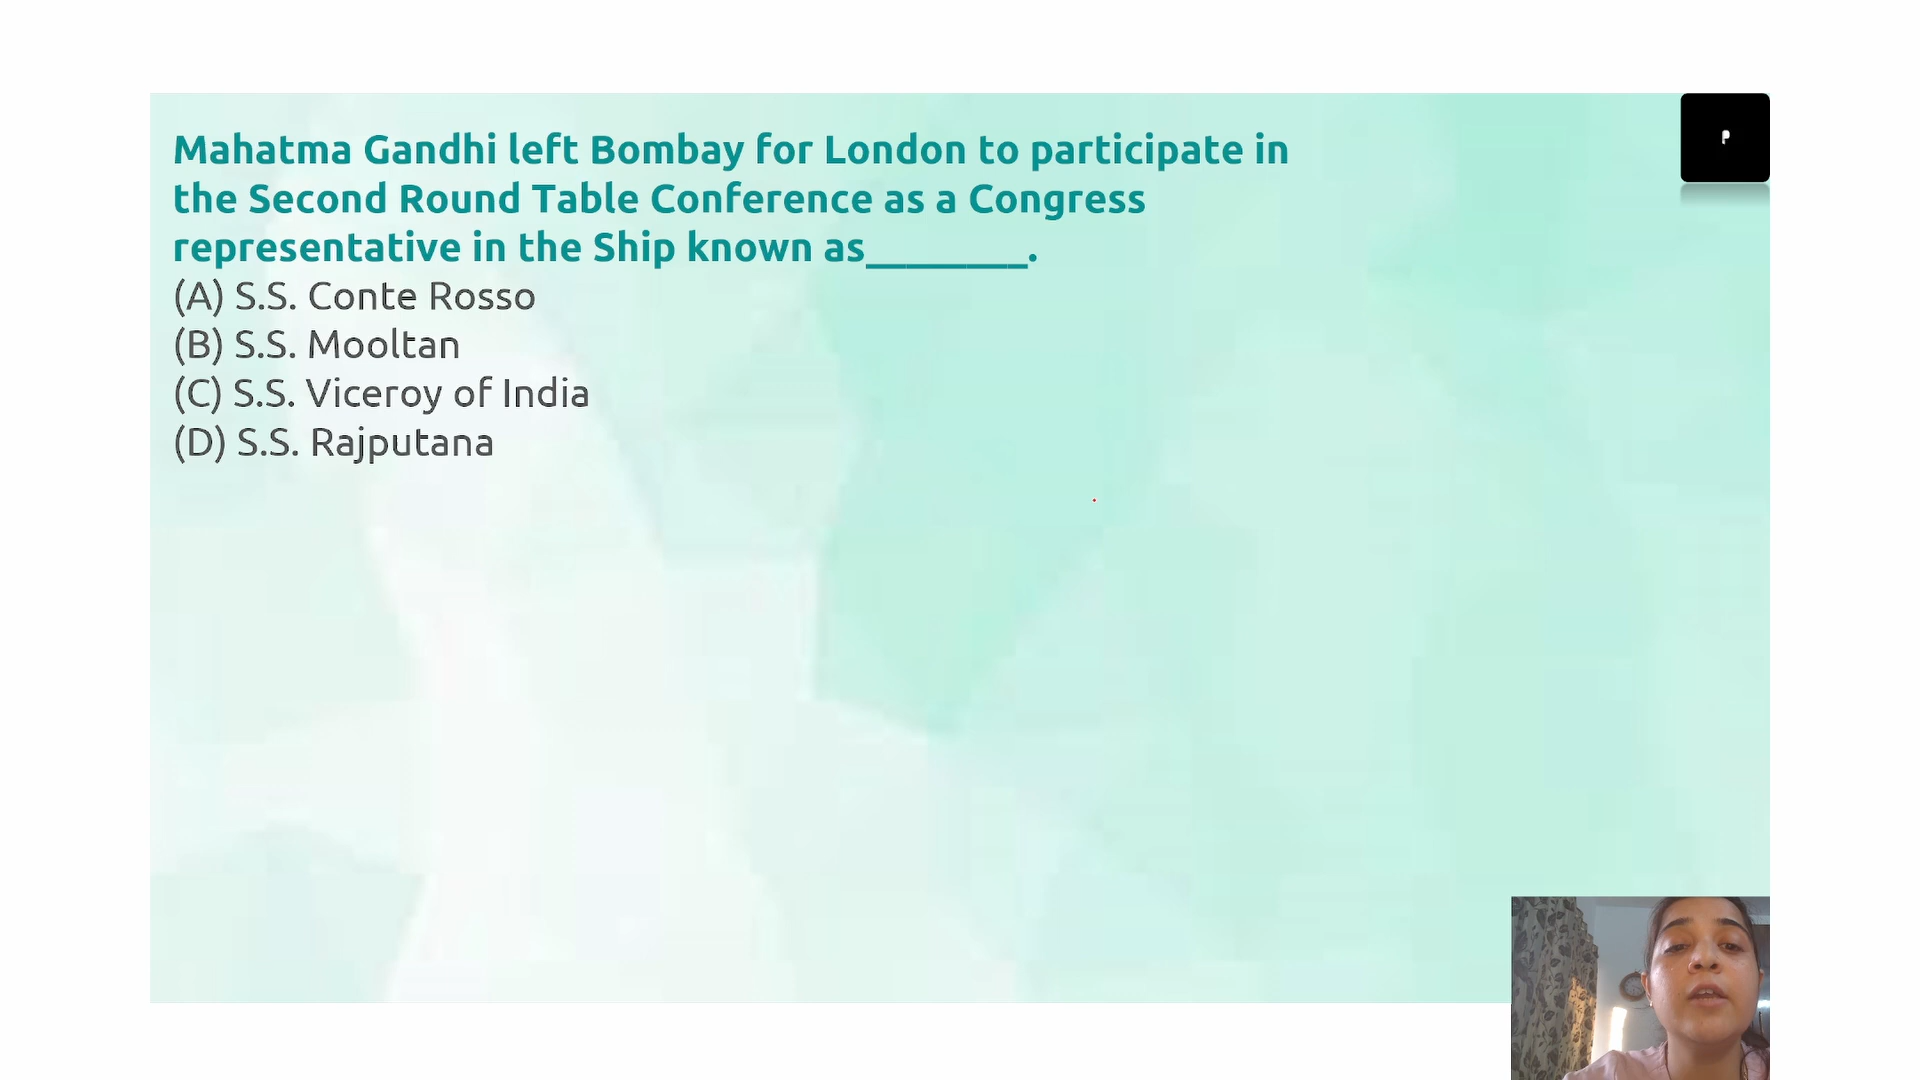 Mahatma Gandhi left Bombay for London to participate in
the Second Round Table Conference as a Congress
representative in the Ship known as________.
(A) S.S. Conte Rosso
(B) S.S. Mooltan
(C) S.S. Viceroy of India
(D) S.S. Rajputana